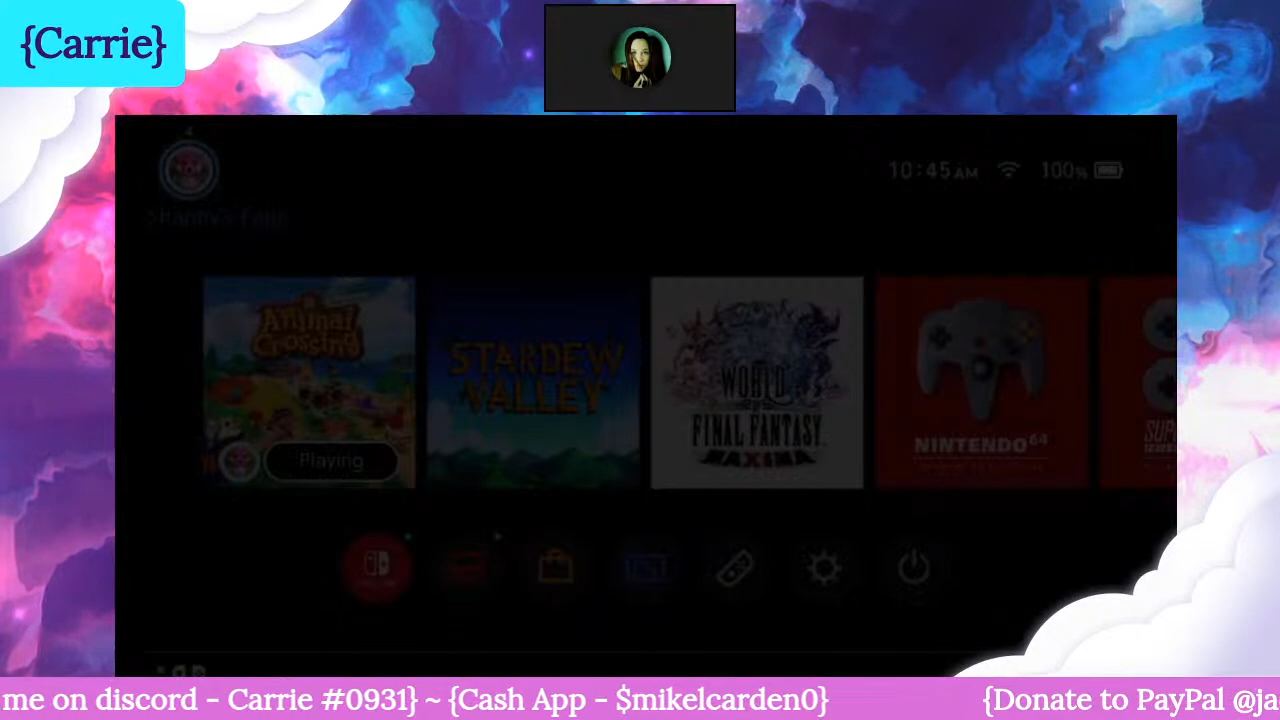 {Carrie}
10:45 AM 100%
Animal
Crossing
Playing
STARDEW
VALLEY
WORLD
OF
FINAL FANTASY
MAXIMA
NINTENDO 64
me on discord - Carrie #0931} ~ {Cash App - $mikelcarden0}
{Donate to PayPal @ja